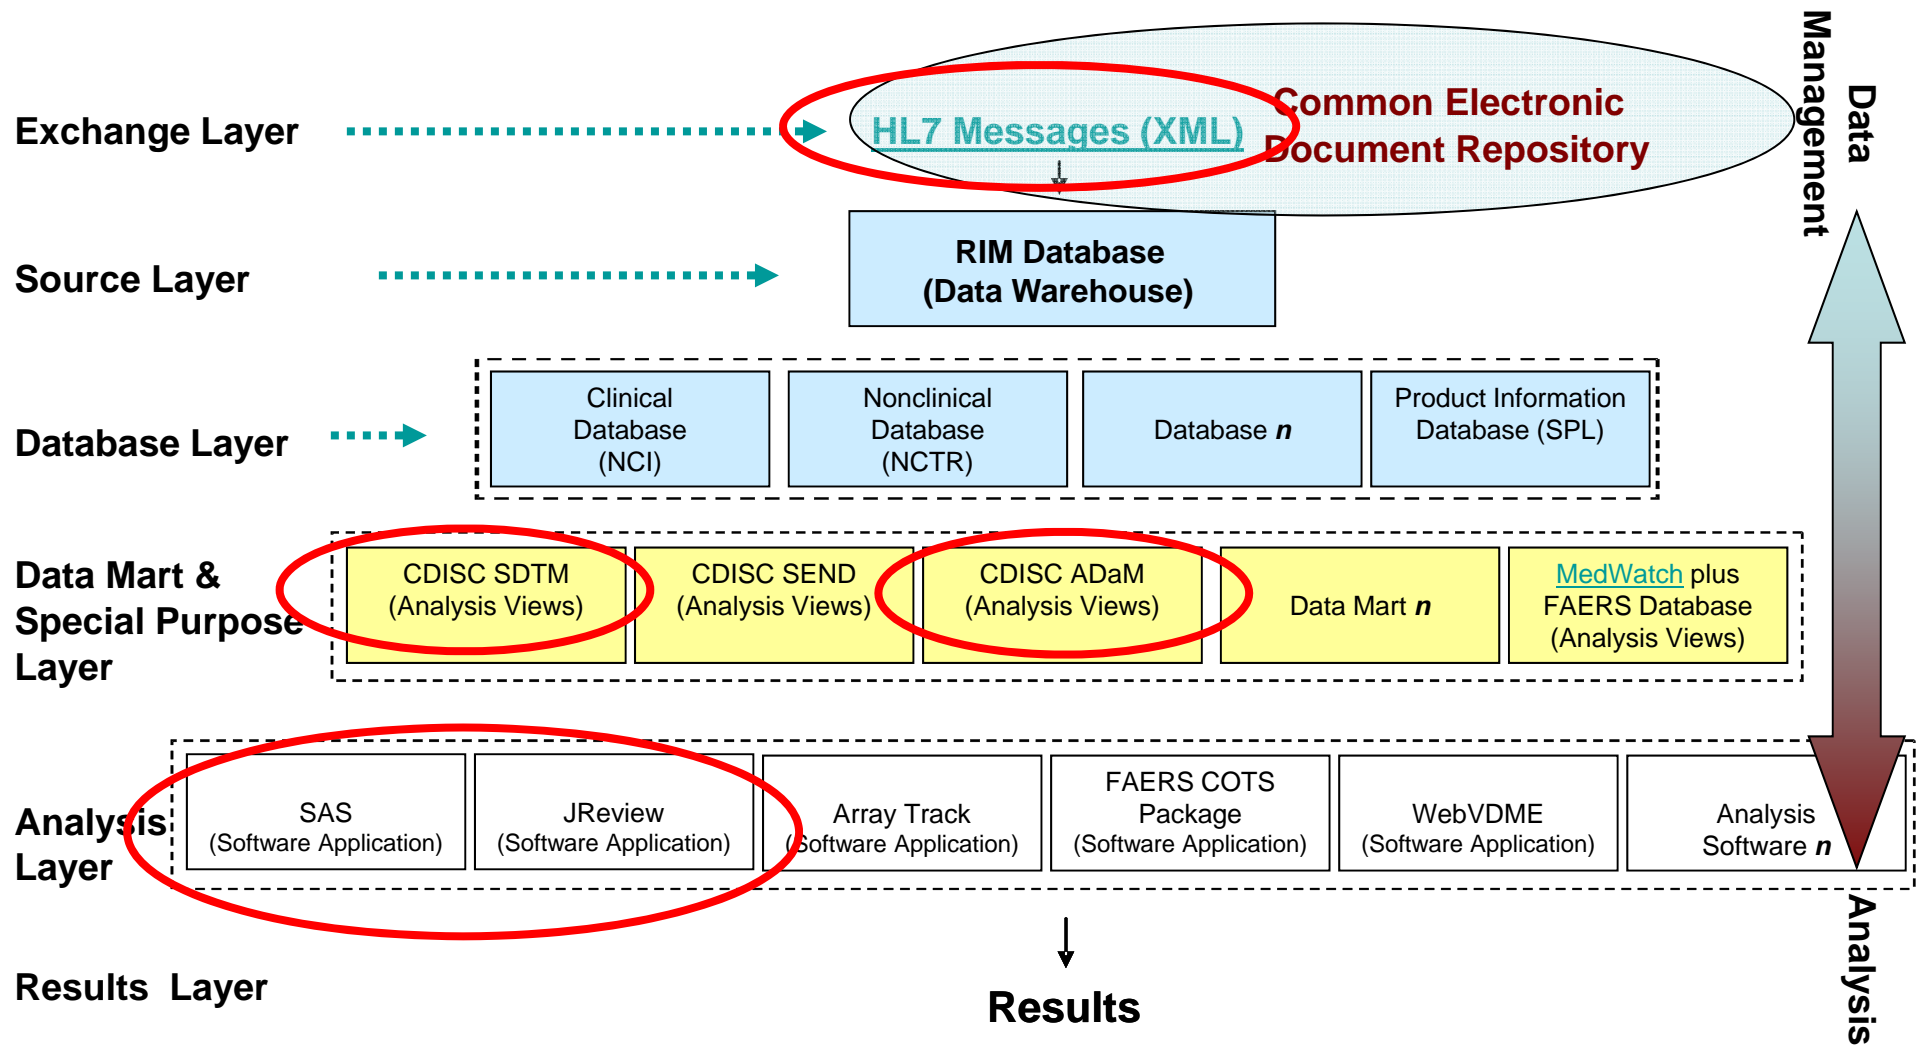 Data
Management
Exchange Layer
HL7 Messages (XML)
Common Electronic
Document Repository
Source Layer
RIM Database
(Data Warehouse)
Database Layer
Clinical
Database
(NCI)
Nonclinical
Database
(NCTR)
Database n
Product Information
Database (SPL)
Data Mart &
Special Purpose
Layer
CDISC SDTM
(Analysis Views)
CDISC SEND
(Analysis Views)
CDISC ADaM
(Analysis Views)
Data Mart n
MedWatch plus
FAERS Database
(Analysis Views)
Analysis
Layer
SAS
(Software Application)
JReview
(Software Application)
Array Track
(Software Application)
FAERS COTS
Package
(Software Application)
WebVDME
(Software Application)
Analysis
Software n
Analysis
Results Layer
Results